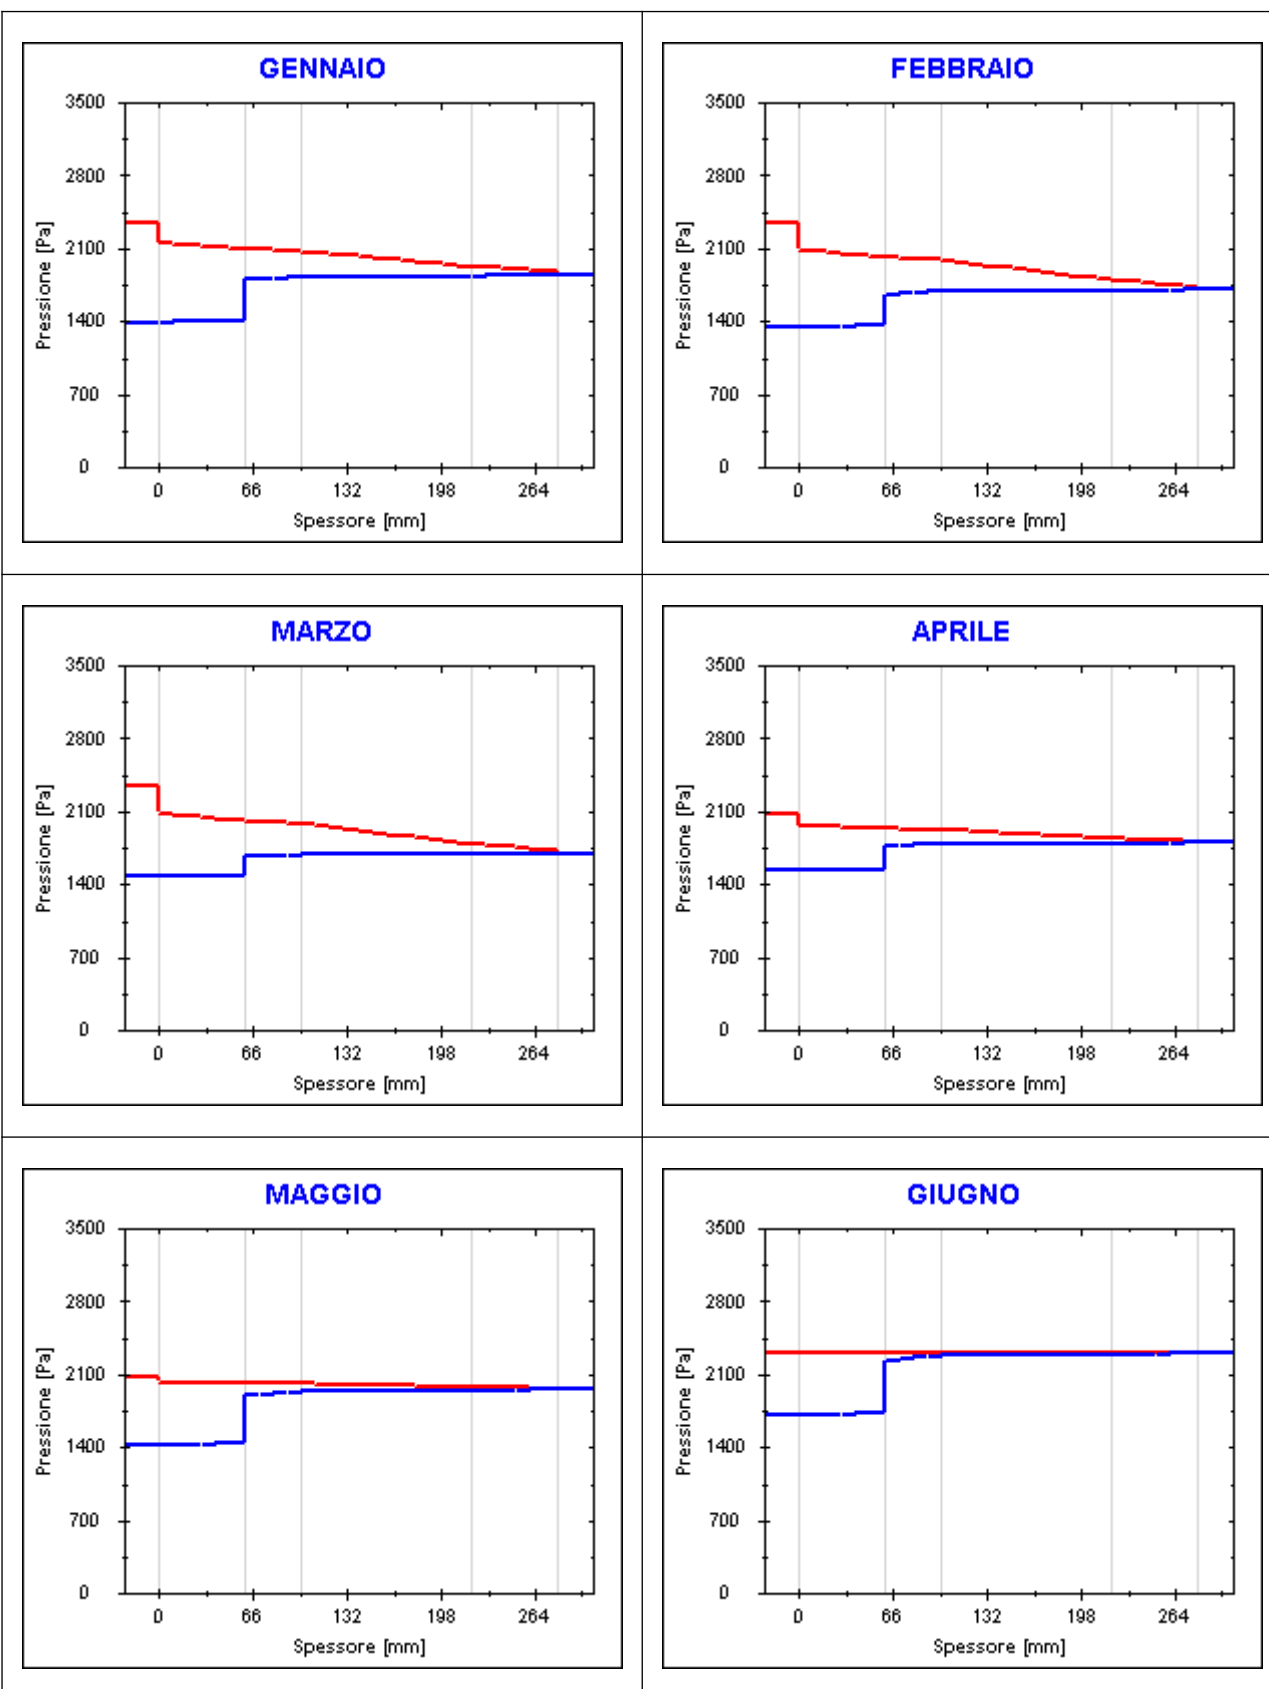 GENNAIO
3500
2800
2100
1400
700
0
Pressione [Pa]
0 66 132 198 264
Spessore [mm]
FEBBRAIO
3500
2800
2100
1400
700
0
Pressione [Pa]
0 66 132 198 264
Spessore [mm]
MARZO
3500
2800
2100
1400
700
0
Pressione [Pa]
0 66 132 198 264
Spessore [mm]
APRILE
3500
2800
2100
1400
700
0
Pressione [Pa]
0 66 132 198 264
Spessore [mm]
MAGGIO
3500
2800
2100
1400
700
0
Pressione [Pa]
0 66 132 198 264
Spessore [mm]
GIUGNO
3500
2800
2100
1400
700
0
Pressione [Pa]
0 66 132 198 264
Spessore [mm]